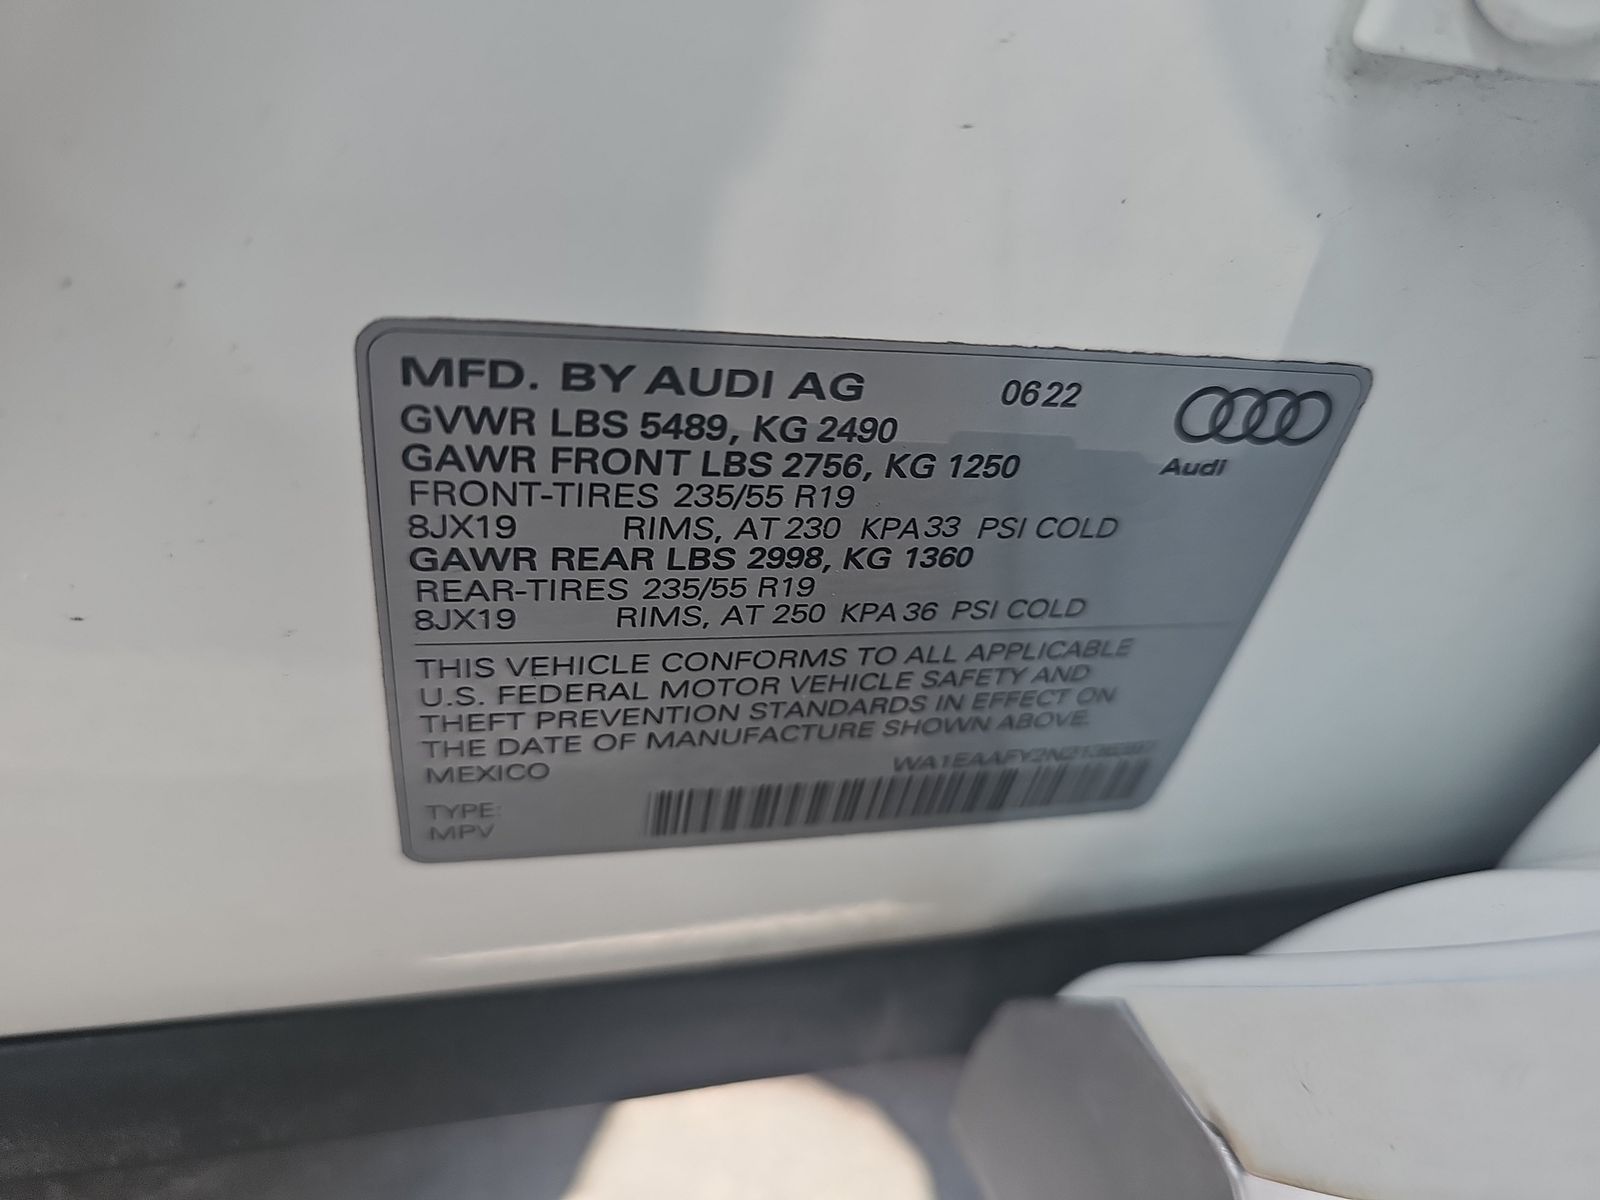 MFD. BY AUDI AG 0622
GVWR LBS 5489, KG 2490
GAWR FRONT LBS 2756, KG 1250
Audi
FRONT-TIRES 235/55 R19
8JX19 RIMS, AT 230 KPA 33 PSI COLD
GAWR REAR LBS 2998, KG 1360
REAR-TIRES 235/55 R19
8JX19 RIMS, AT 250 KPA 36 PSI COLD
THIS VEHICLE CONFORMS TO ALL APPLICABLE
U.S. FEDERAL MOTOR VEHICLE SAFETY AND
THEFT PREVENTION STANDARDS IN EFFECT ON
THE DATE OF MANUFACTURE SHOWN ABOVE.
MEXICO
TYPE:
MPV